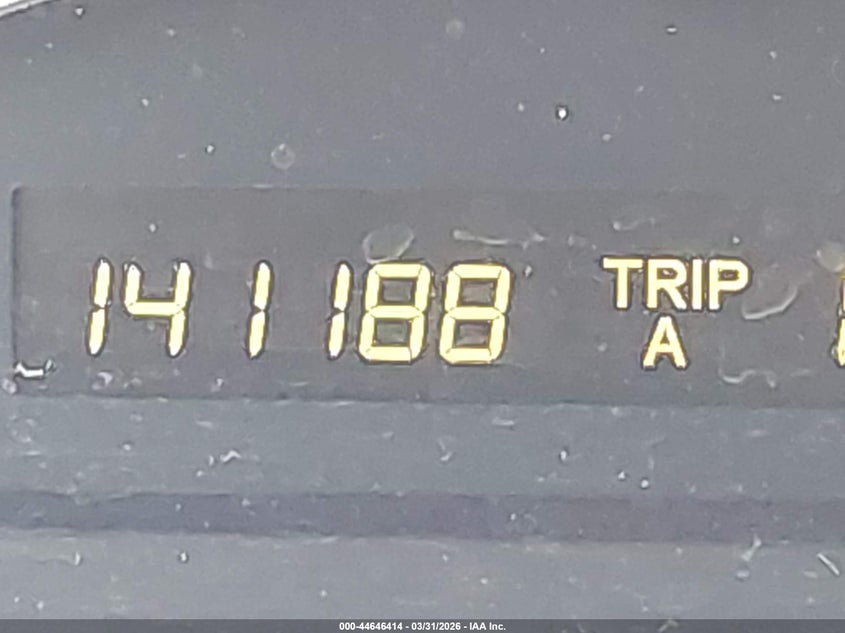 141188 TRIP
A
000-44646414 - 03/31/2026 - IAA Inc.